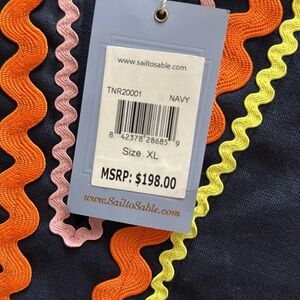 www.sailtosable.com
TNR20001 NAVY
8 42378 28685 9
Size XL
MSRP: $198.00
www.SailtoSable.com